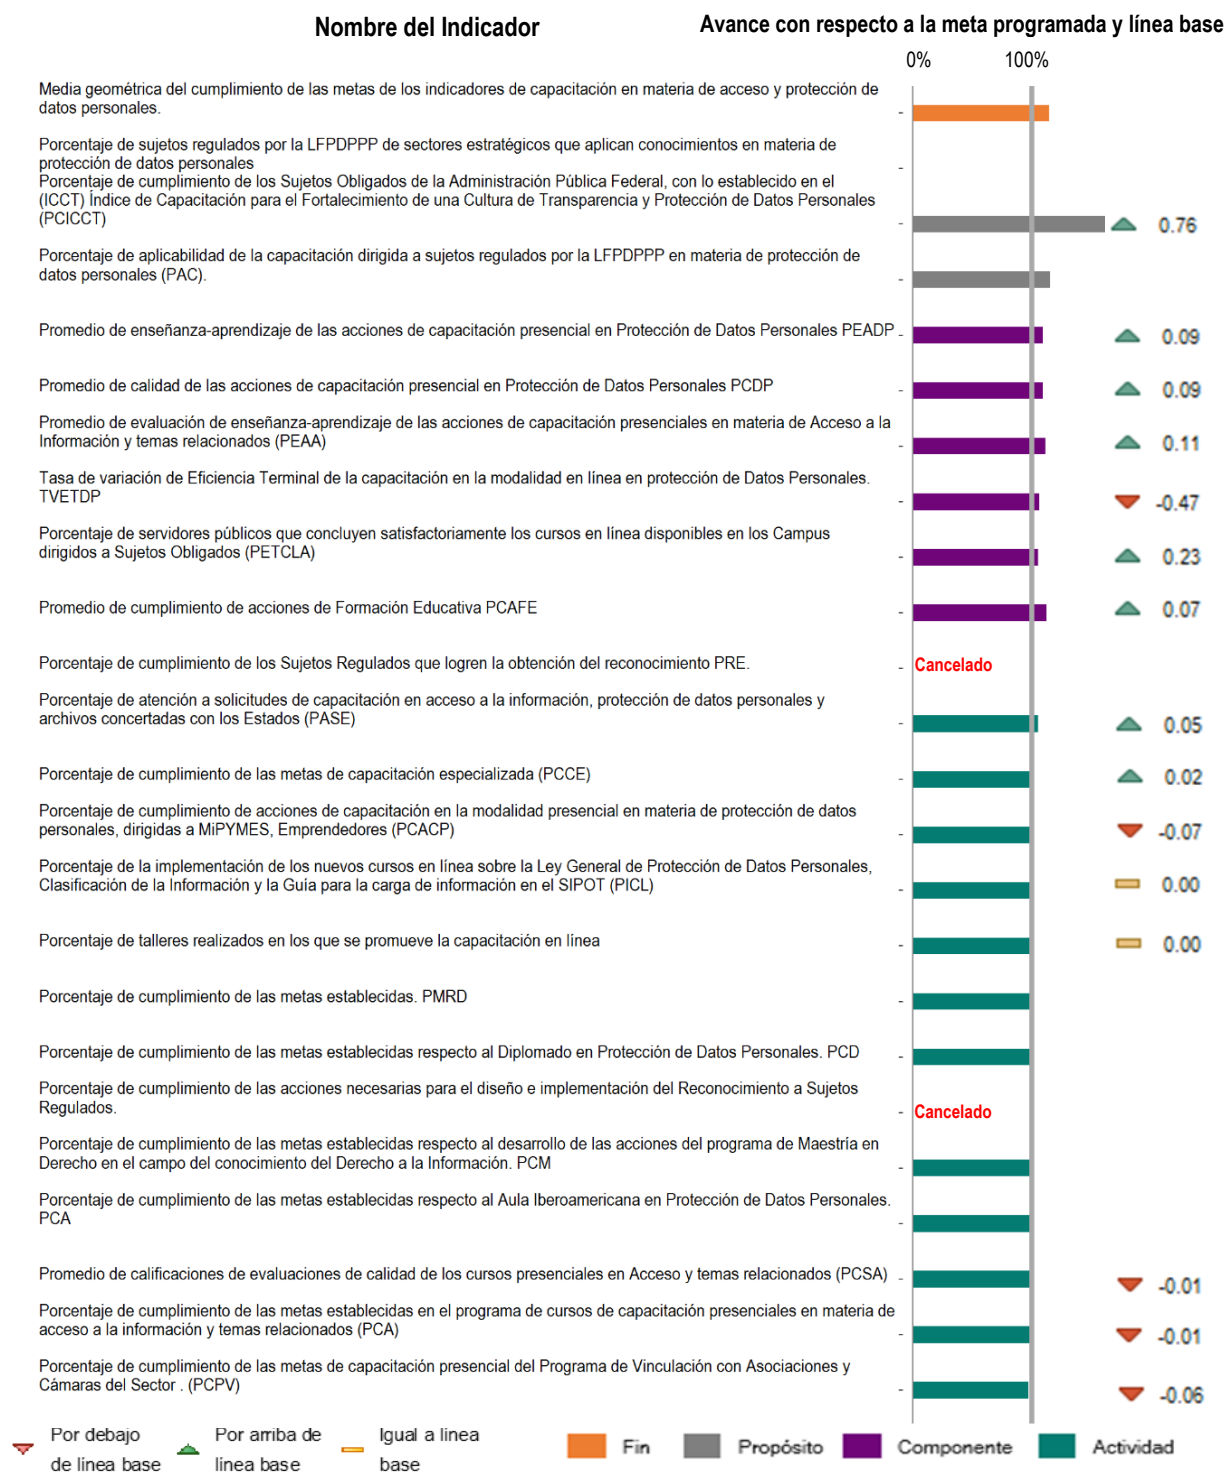 Nombre del Indicador
Avance con respecto a la meta programada y línea base
0% 100%
Media geométrica del cumplimiento de las metas de los indicadores de capacitación en materia de acceso y protección de
datos personales.
Porcentaje de sujetos regulados por la LFPDPPP de sectores estratégicos que aplican conocimientos en materia de
protección de datos personales
Porcentaje de cumplimiento de los Sujetos Obligados de la Administración Pública Federal, con lo establecido en el
(ICCT) Índice de Capacitación para el Fortalecimiento de una Cultura de Transparencia y Protección de Datos Personales
(PCICCT)
0.76
Porcentaje de aplicabilidad de la capacitación dirigida a sujetos regulados por la LFPDPPP en materia de protección de
datos personales (PAC).
Promedio de enseñanza-aprendizaje de las acciones de capacitación presencial en Protección de Datos Personales PEADP
0.09
Promedio de calidad de las acciones de capacitación presencial en Protección de Datos Personales PCDP
0.09
Promedio de evaluación de enseñanza-aprendizaje de las acciones de capacitación presenciales en materia de Acceso a la
Información y temas relacionados (PEAA)
0.11
Tasa de variación de Eficiencia Terminal de la capacitación en la modalidad en línea en protección de Datos Personales.
TVETDP
-0.47
Porcentaje de servidores públicos que concluyen satisfactoriamente los cursos en línea disponibles en los Campus
dirigidos a Sujetos Obligados (PETCLA)
0.23
Promedio de cumplimiento de acciones de Formación Educativa PCAFE
0.07
Porcentaje de cumplimiento de los Sujetos Regulados que logren la obtención del reconocimiento PRE.
Cancelado
Porcentaje de atención a solicitudes de capacitación en acceso a la información, protección de datos personales y
archivos concertadas con los Estados (PASE)
0.05
Porcentaje de cumplimiento de las metas de capacitación especializada (PCCE)
0.02
Porcentaje de cumplimiento de acciones de capacitación en la modalidad presencial en materia de protección de datos
personales, dirigidas a MiPYMES, Emprendedores (PCACP)
-0.07
Porcentaje de la implementación de los nuevos cursos en línea sobre la Ley General de Protección de Datos Personales,
Clasificación de la Información y la Guía para la carga de información en el SIPOT (PICL)
0.00
Porcentaje de talleres realizados en los que se promueve la capacitación en línea
0.00
Porcentaje de cumplimiento de las metas establecidas. PMRD
Porcentaje de cumplimiento de las metas establecidas respecto al Diplomado en Protección de Datos Personales. PCD
Porcentaje de cumplimiento de las acciones necesarias para el diseño e implementación del Reconocimiento a Sujetos
Regulados.
Cancelado
Porcentaje de cumplimiento de las metas establecidas respecto al desarrollo de las acciones del programa de Maestría en
Derecho en el campo del conocimiento del Derecho a la Información. PCM
Porcentaje de cumplimiento de las metas establecidas respecto al Aula Iberoamericana en Protección de Datos Personales.
PCA
Promedio de calificaciones de evaluaciones de calidad de los cursos presenciales en Acceso y temas relacionados (PCSA)
-0.01
Porcentaje de cumplimiento de las metas establecidas en el programa de cursos de capacitación presenciales en materia de
acceso a la información y temas relacionados (PCA)
-0.01
Porcentaje de cumplimiento de las metas de capacitación presencial del Programa de Vinculación con Asociaciones y
Cámaras del Sector . (PCPV)
-0.06
Por debajo
de linea base
Por arriba de
linea base
Igual a linea
base
Fin
Propósito
Componente
Actividad